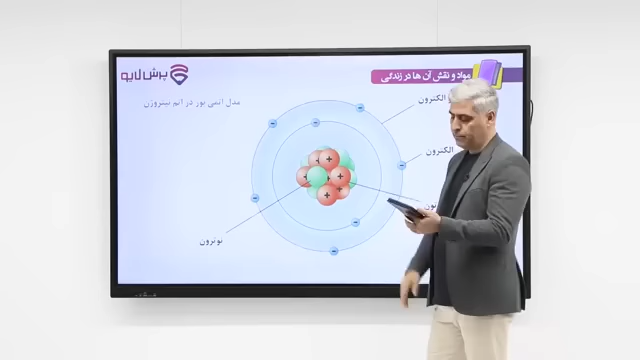 پرش لایو
مواد و نقش آن ها در زندگی
مدل اتمی بور در اتم نیتروژن
الکترون
الکترون
نوترون